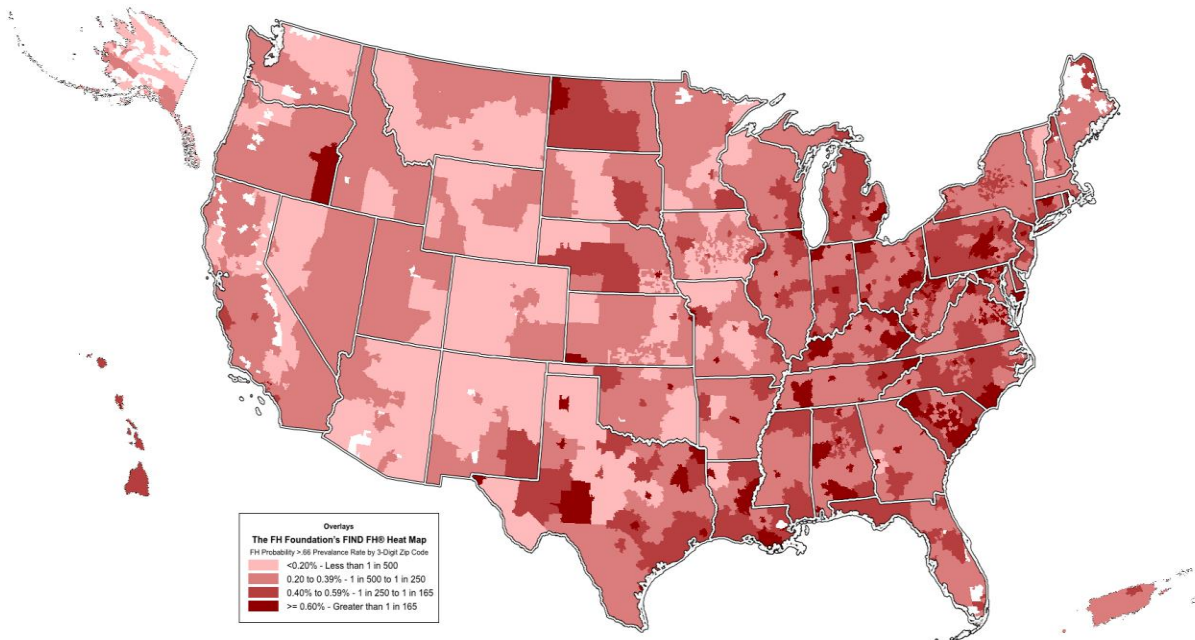 Overlays
The FH Foundation's FIND FH® Heat Map
FH Probability >.66 Prevalence Rate by 3-Digit Zip Code
<0.20% - Less than 1 in 500
0.20 to 0.39% - 1 in 500 to 1 in 250
0.40% to 0.59% - 1 in 250 to 1 in 165
>= 0.60% - Greater than 1 in 165